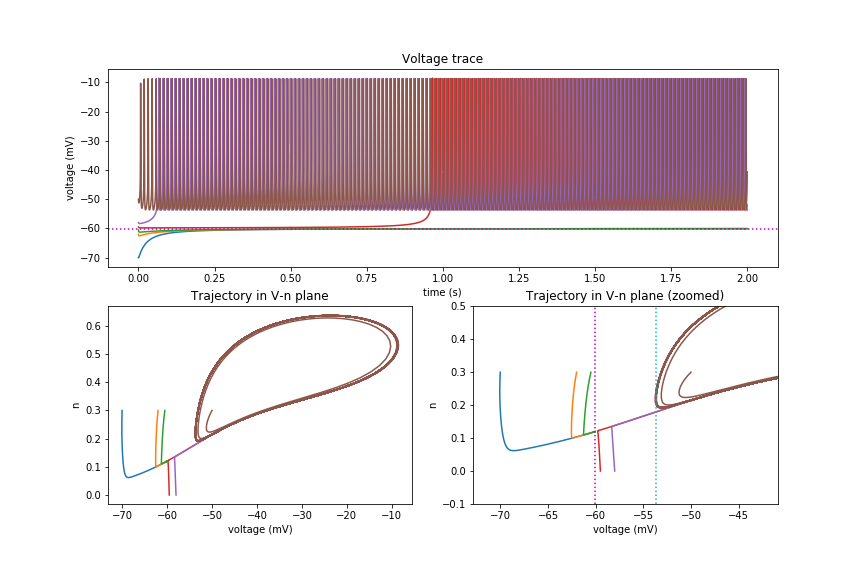 Voltage trace
voltage (mV)
−10
−20
−30
−40
−50
−60
−70
0.00 0.25 0.50 0.75 1.00 1.25 1.50 1.75 2.00
time (s)
Trajectory in V-n plane
n
0.6
0.5
0.4
0.3
0.2
0.1
0.0
−70 −60 −50 −40 −30 −20 −10
voltage (mV)
Trajectory in V-n plane (zoomed)
n
0.5
0.4
0.3
0.2
0.1
0.0
−0.1
−70 −65 −60 −55 −50 −45
voltage (mV)